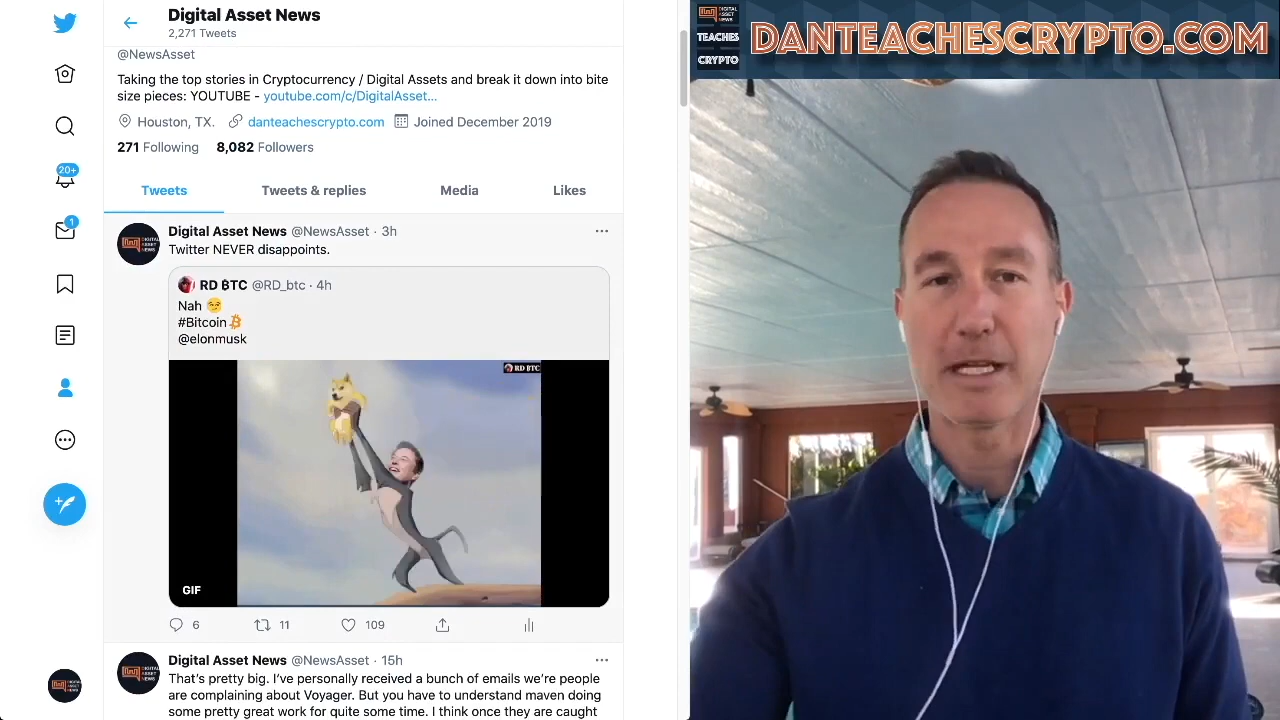 Digital Asset News
2,271 Tweets
@NewsAsset
Taking the top stories in Cryptocurrency / Digital Assets and break it down into bite
size pieces: YOUTUBE - youtube.com/c/DigitalAsset...
Houston, TX. danteachescrypto.com Joined December 2019
271 Following 8,082 Followers
Tweets Tweets & replies Media Likes
20+
1
Digital Asset News @NewsAsset · 3h
Twitter NEVER disappoints.
RD ₿TC @RD_btc · 4h
Nah 😏
#Bitcoin
@elonmusk
RD BTC
GIF
6 11 109
Digital Asset News @NewsAsset · 15h
That's pretty big. I've personally received a bunch of emails we're people
are complaining about Voyager. But you have to understand maven doing
some pretty great work for quite some time. I think once they are caught
DIGITAL
ASSET
NEWS
TEACHES
CRYPTO
DANTEACHESCRYPTO.COM